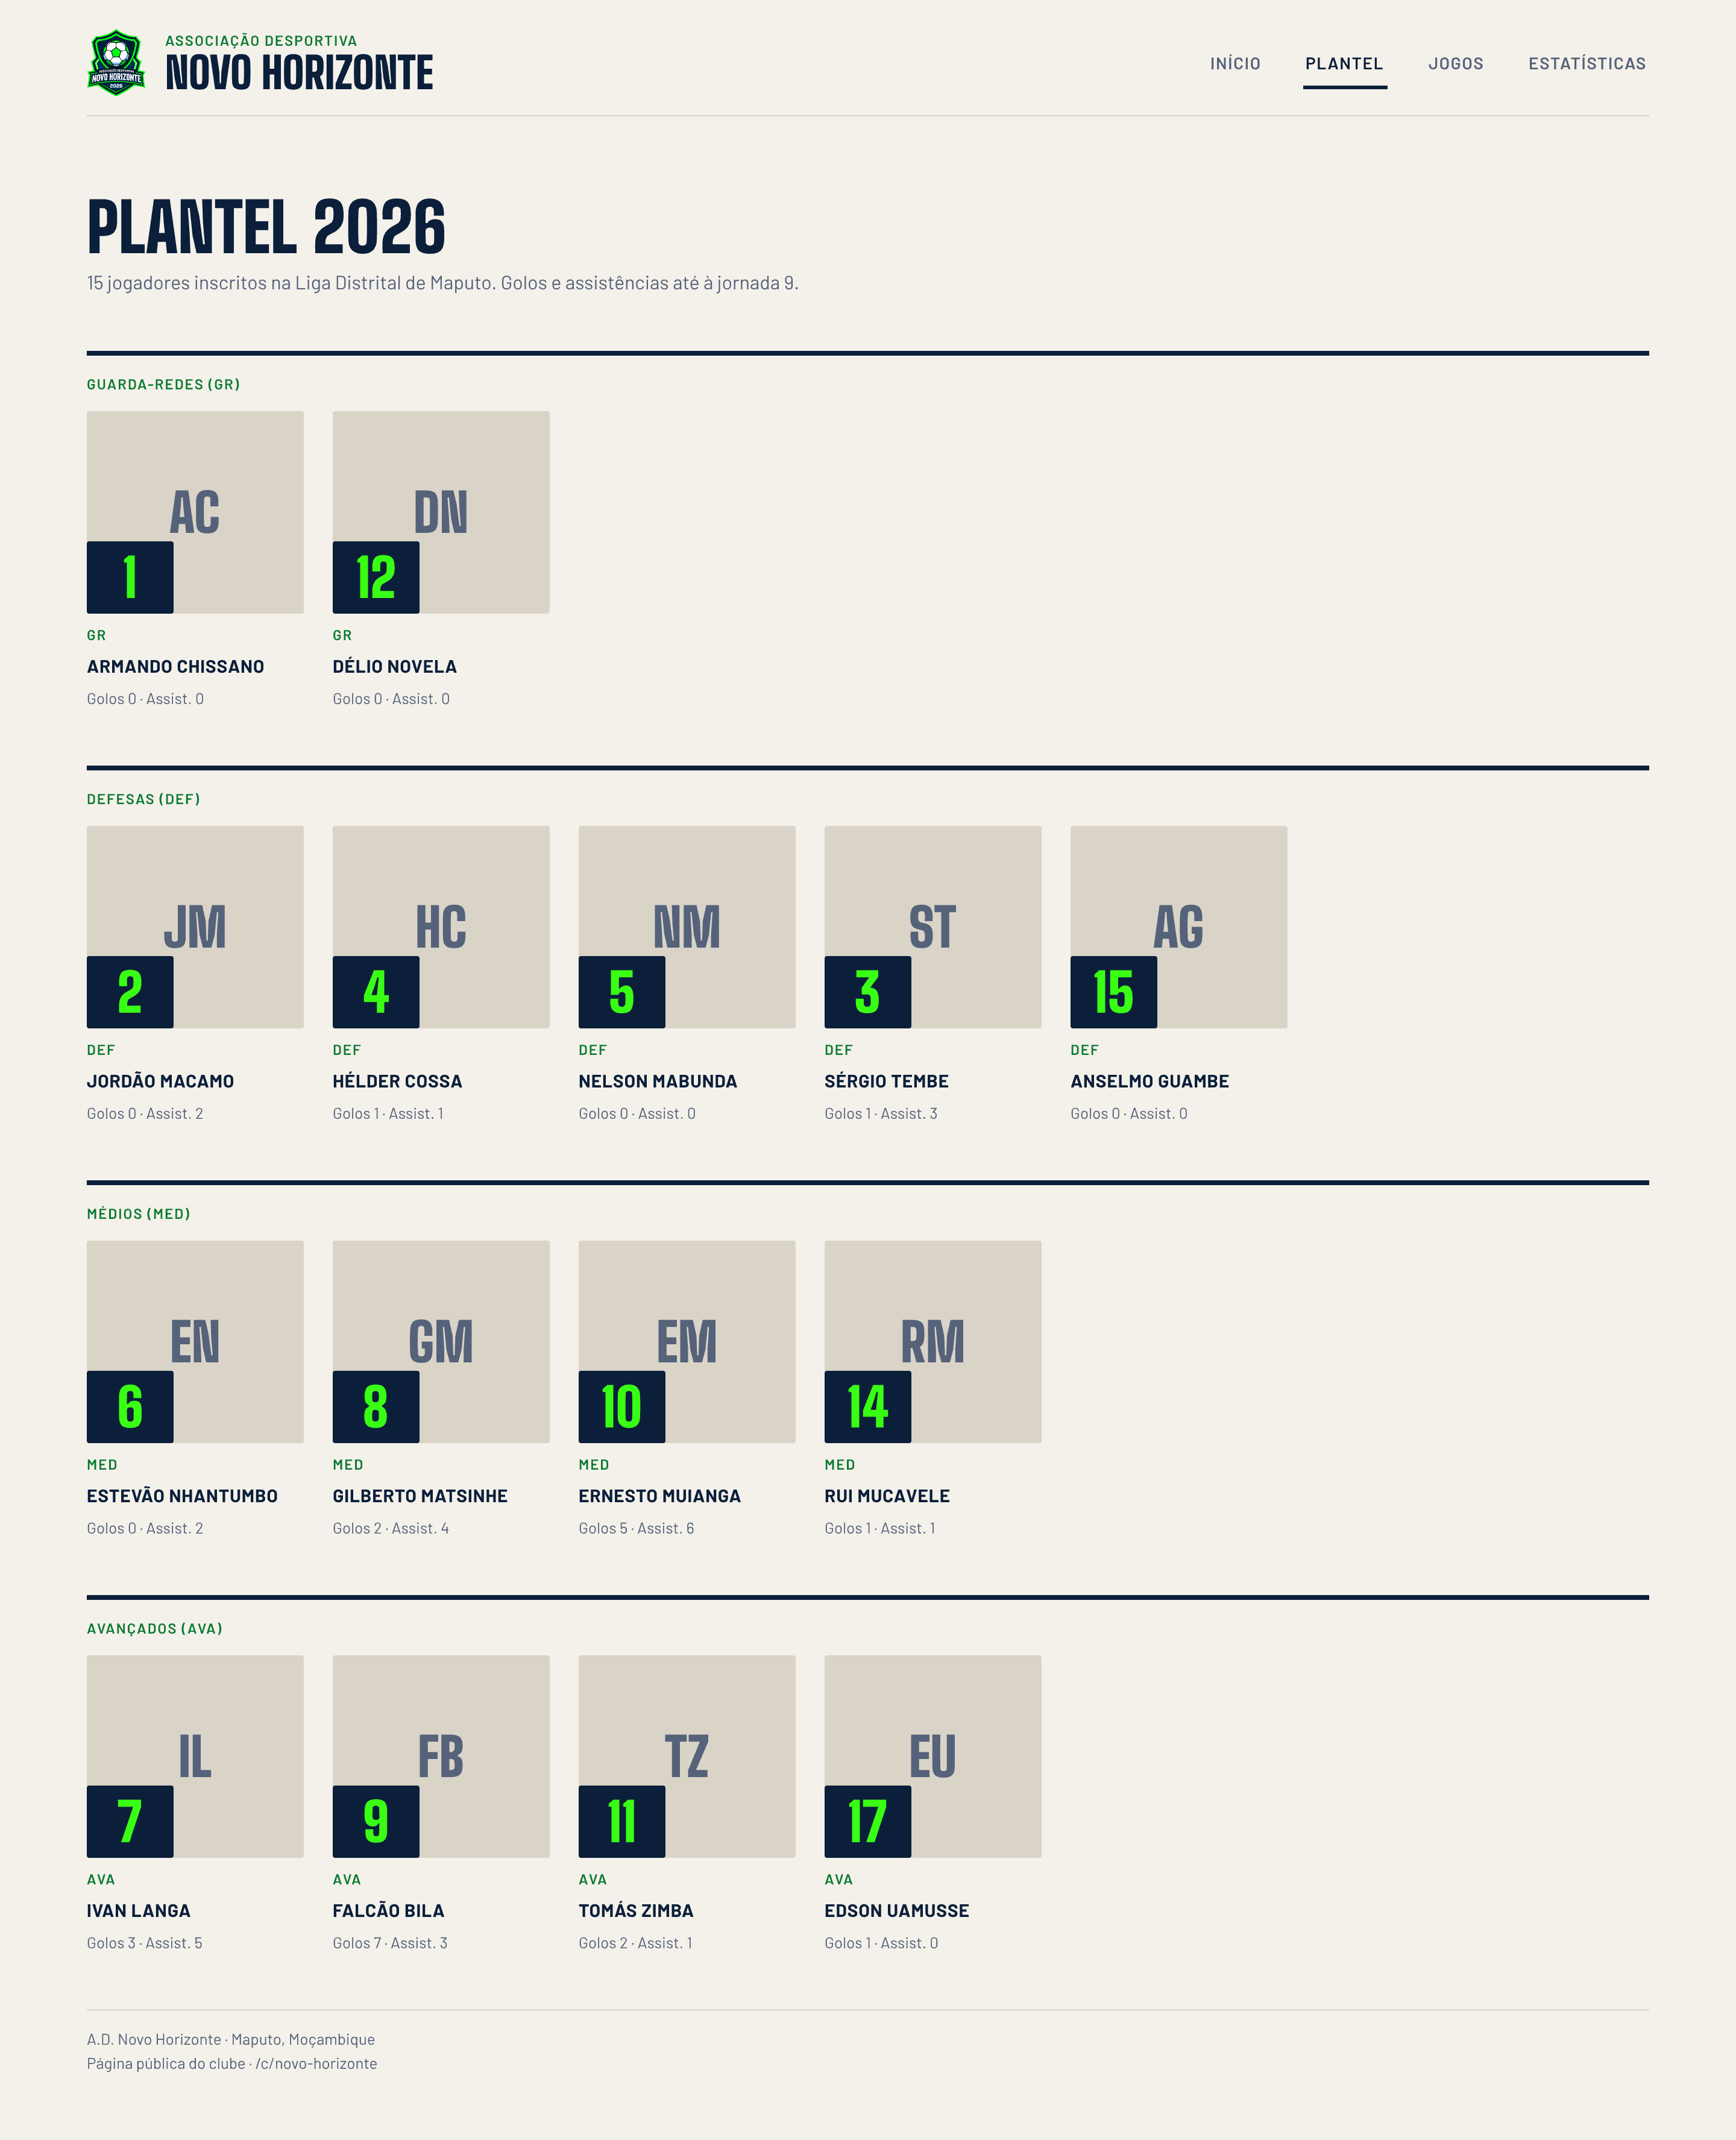 ASSOCIAÇÃO DESPORTIVA
NOVO HORIZONTE
2026
ASSOCIAÇÃO DESPORTIVA
NOVO HORIZONTE
INÍCIO PLANTEL JOGOS ESTATÍSTICAS
PLANTEL 2026
15 jogadores inscritos na Liga Distrital de Maputo. Golos e assistências até à jornada 9.
GUARDA-REDES (GR)
AC DN
1 12
GR GR
ARMANDO CHISSANO DÉLIO NOVELA
Golos 0 · Assist. 0 Golos 0 · Assist. 0
DEFESAS (DEF)
JM HC NM ST AG
2 4 5 3 15
DEF DEF DEF DEF DEF
JORDÃO MACAMO HÉLDER COSSA NELSON MABUNDA SÉRGIO TEMBE ANSELMO GUAMBE
Golos 0 · Assist. 2 Golos 1 · Assist. 1 Golos 0 · Assist. 0 Golos 1 · Assist. 3 Golos 0 · Assist. 0
MÉDIOS (MED)
EN GM EM RM
6 8 10 14
MED MED MED MED
ESTEVÃO NHANTUMBO GILBERTO MATSINHE ERNESTO MUIANGA RUI MUCAVELE
Golos 0 · Assist. 2 Golos 2 · Assist. 4 Golos 5 · Assist. 6 Golos 1 · Assist. 1
AVANÇADOS (AVA)
IL FB TZ EU
7 9 11 17
AVA AVA AVA AVA
IVAN LANGA FALCÃO BILA TOMÁS ZIMBA EDSON UAMUSSE
Golos 3 · Assist. 5 Golos 7 · Assist. 3 Golos 2 · Assist. 1 Golos 1 · Assist. 0
A.D. Novo Horizonte · Maputo, Moçambique
Página pública do clube · /c/novo-horizonte